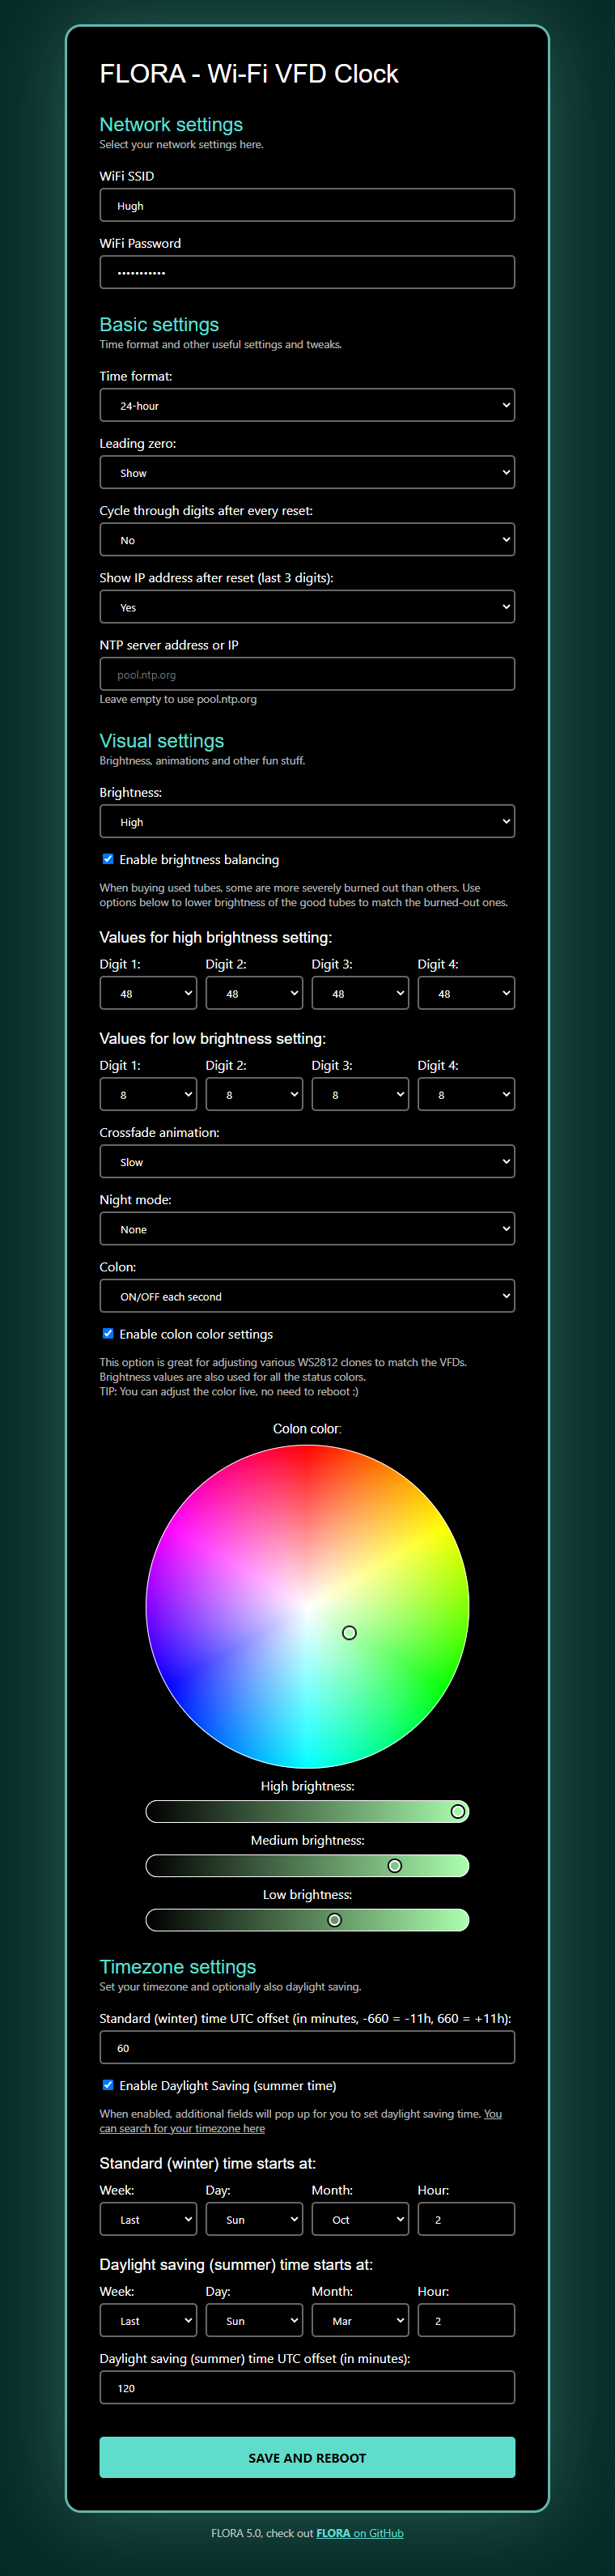 FLORA - Wi-Fi VFD Clock
Network settings
Select your network settings here.
WiFi SSID
Hugh
WiFi Password
•••••••••••
Basic settings
Time format and other useful settings and tweaks.
Time format:
24-hour
Leading zero:
Show
Cycle through digits after every reset:
No
Show IP address after reset (last 3 digits):
Yes
NTP server address or IP
pool.ntp.org
Leave empty to use pool.ntp.org
Visual settings
Brightness, animations and other fun stuff.
Brightness:
High
Enable brightness balancing
When buying used tubes, some are more severely burned out than others. Use
options below to lower brightness of the good tubes to match the burned-out ones.
Values for high brightness setting:
Digit 1: Digit 2: Digit 3: Digit 4:
48 48 48 48
Values for low brightness setting:
Digit 1: Digit 2: Digit 3: Digit 4:
8 8 8 8
Crossfade animation:
Slow
Night mode:
None
Colon:
ON/OFF each second
Enable colon color settings
This option is great for adjusting various WS2812 clones to match the VFDs.
Brightness values are also used for all the status colors.
TIP: You can adjust the color live, no need to reboot :)
Colon color:
High brightness:
Medium brightness:
Low brightness:
Timezone settings
Set your timezone and optionally also daylight saving.
Standard (winter) time UTC offset (in minutes, -660 = -11h, 660 = +11h):
60
Enable Daylight Saving (summer time)
When enabled, additional fields will pop up for you to set daylight saving time. You
can search for your timezone here
Standard (winter) time starts at:
Week: Day: Month: Hour:
Last Sun Oct 2
Daylight saving (summer) time starts at:
Week: Day: Month: Hour:
Last Sun Mar 2
Daylight saving (summer) time UTC offset (in minutes):
120
SAVE AND REBOOT
FLORA 5.0, check out FLORA on GitHub